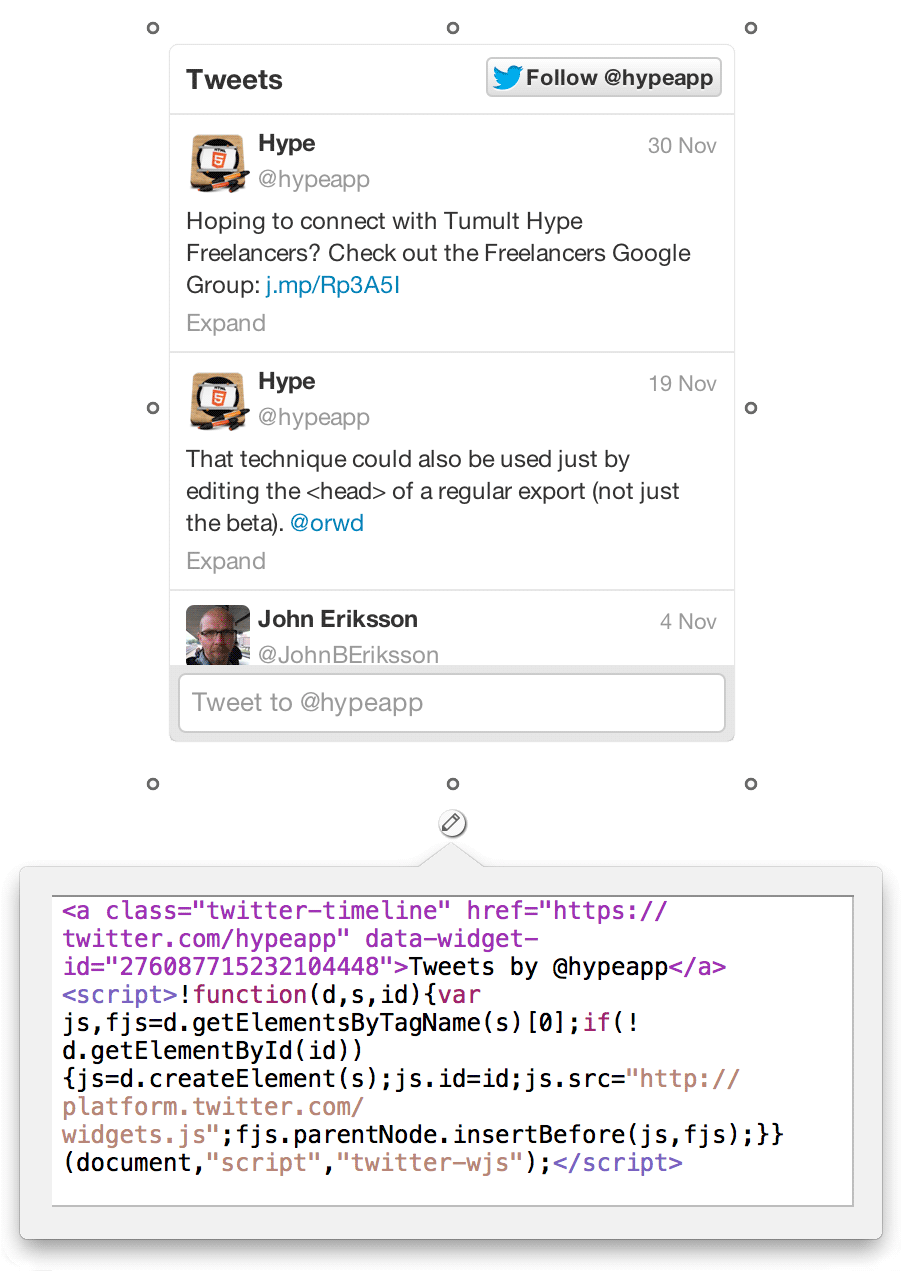 Tweets
Follow @hypeapp
Hype
30 Nov
@hypeapp
Hoping to connect with Tumult Hype
Freelancers? Check out the Freelancers Google
Group: j.mp/Rp3A5I
Expand
Hype
19 Nov
@hypeapp
That technique could also be used just by
editing the <head> of a regular export (not just
the beta). @orwd
Expand
John Eriksson
4 Nov
@JohnBEriksson
Tweet to @hypeapp
<a class="twitter-timeline" href="https://
twitter.com/hypeapp" data-widget-
id="276087715232104448">Tweets by @hypeapp</a>
<script>!function(d,s,id){var
js,fjs=d.getElementsByTagName(s)[0];if(!
d.getElementById(id))
{js=d.createElement(s);js.id=id;js.src="http://
platform.twitter.com/
widgets.js";fjs.parentNode.insertBefore(js,fjs);}}
(document,"script","twitter-wjs");</script>